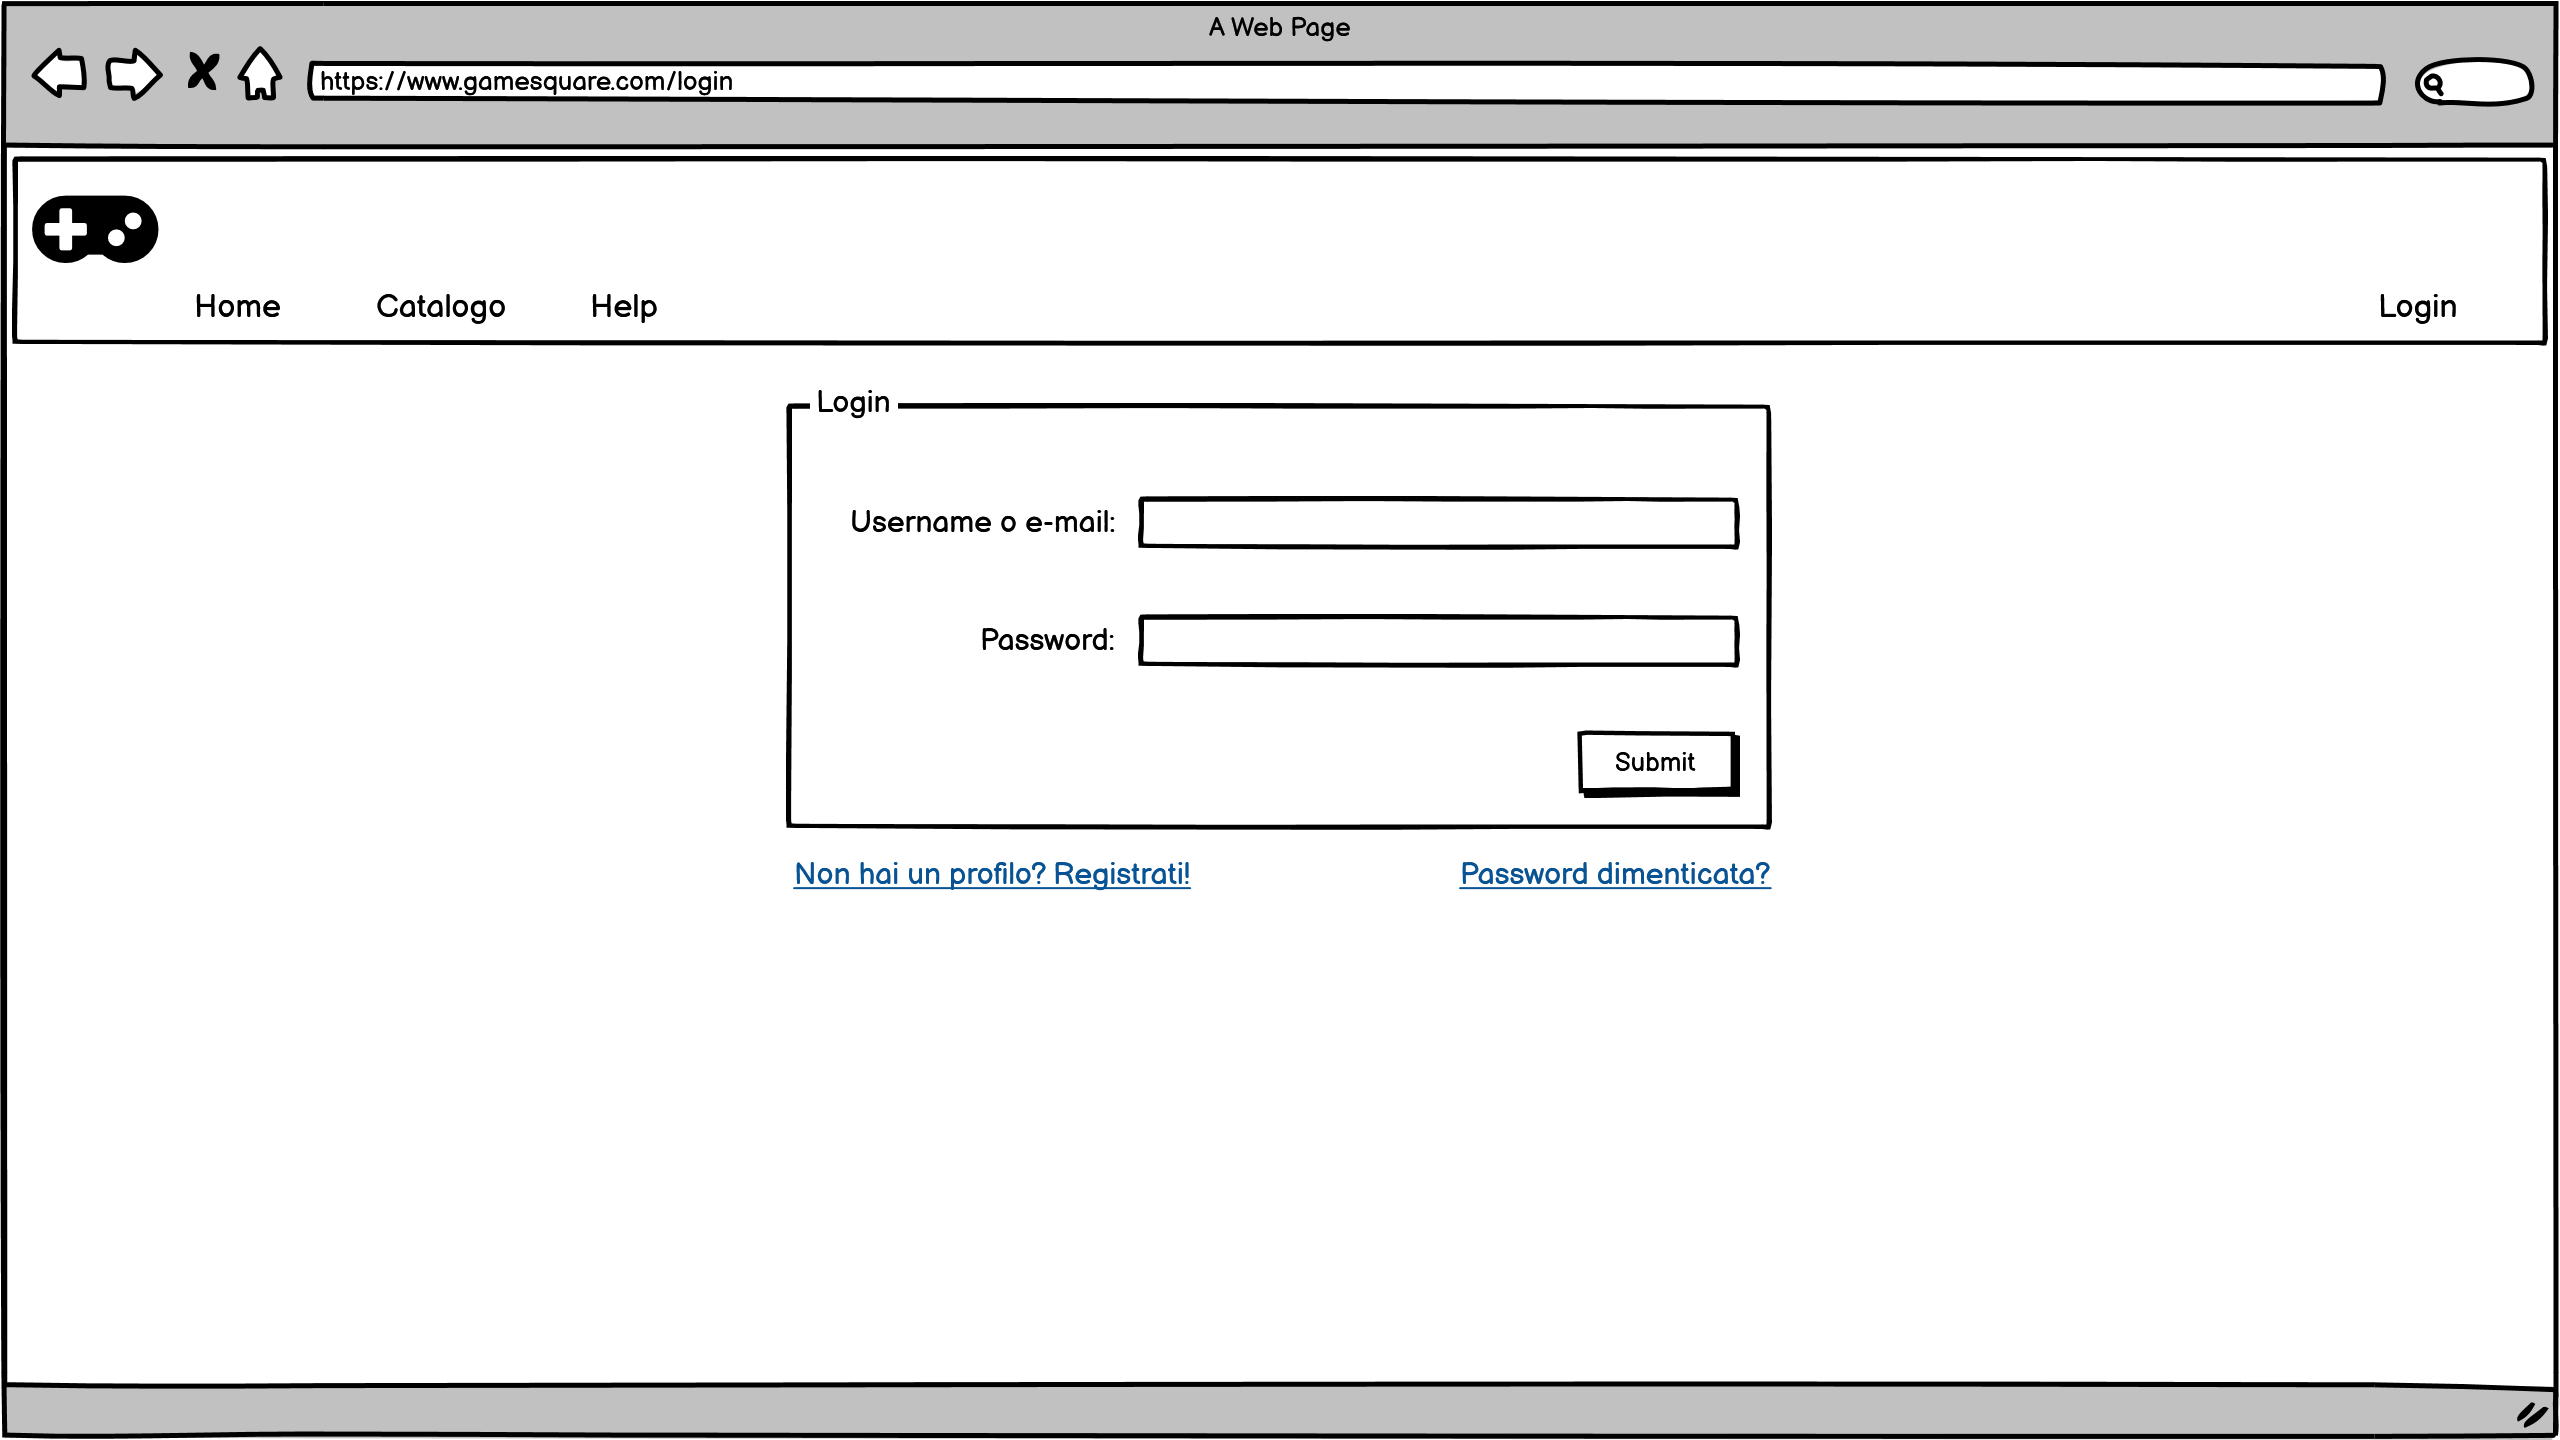 A Web Page
https://www.gamesquare.com/login
Home Catalogo Help Login
Login
Username o e-mail:
Password:
Submit
Non hai un profilo? Registrati! Password dimenticata?